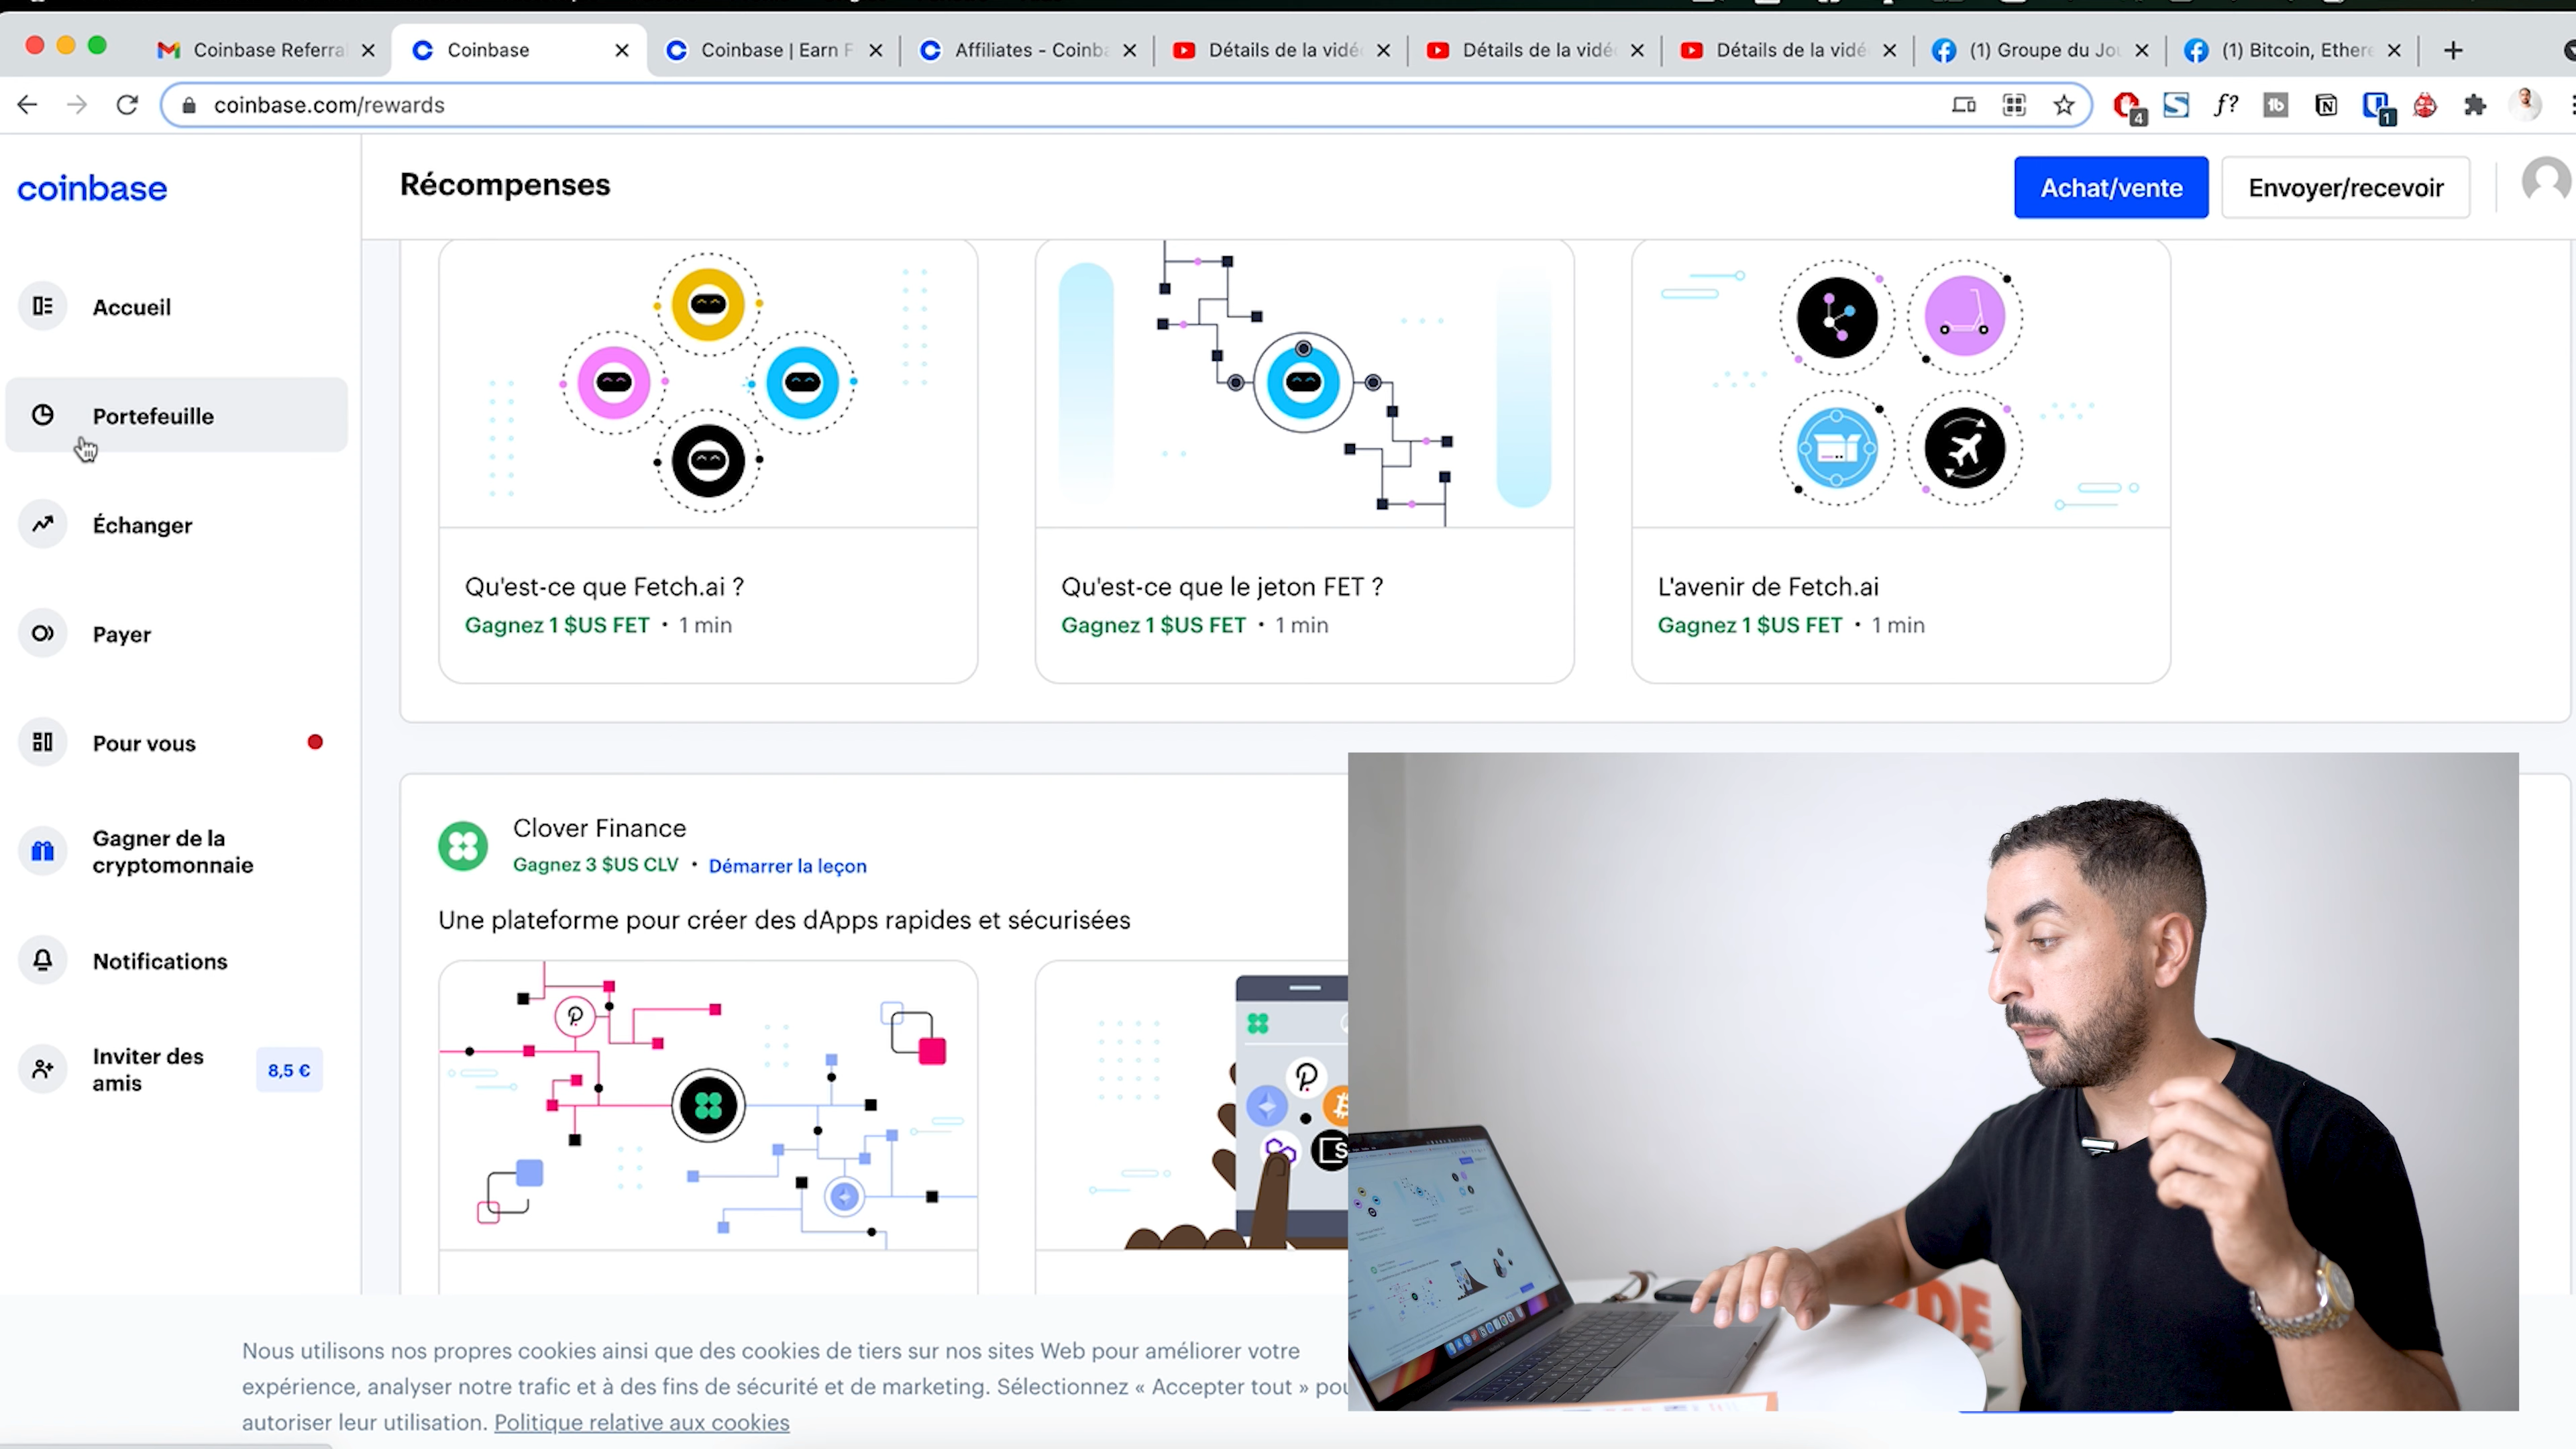 Coinbase Referra
Coinbase
Coinbase | Earn F
Affiliates - Coinba
Détails de la vidé
Détails de la vidé
Détails de la vidé
(1) Groupe du Jou
(1) Bitcoin, Ethere
coinbase.com/rewards
4
f?
tb
1
coinbase
Récompenses
Achat/vente
Envoyer/recevoir
Accueil
Portefeuille
Échanger
Payer
Pour vous
Gagner de la
cryptomonnaie
Notifications
Inviter des
amis
8,5 €
Qu'est-ce que Fetch.ai ?
Gagnez 1 $US FET • 1 min
Qu'est-ce que le jeton FET ?
Gagnez 1 $US FET • 1 min
L'avenir de Fetch.ai
Gagnez 1 $US FET • 1 min
Clover Finance
Gagnez 3 $US CLV • Démarrer la leçon
Une plateforme pour créer des dApps rapides et sécurisées
Nous utilisons nos propres cookies ainsi que des cookies de tiers sur nos sites Web pour améliorer votre
expérience, analyser notre trafic et à des fins de sécurité et de marketing. Sélectionnez « Accepter tout » pou
autoriser leur utilisation. Politique relative aux cookies